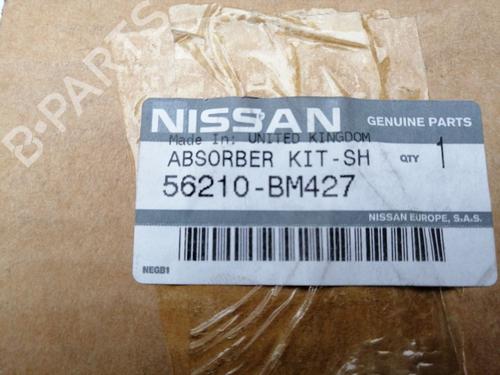 NISSAN GENUINE PARTS
Made In: UNITED KINGDOM
ABSORBER KIT-SH QTY 1
56210-BM427
NISSAN EUROPE, S.A.S.
NEGB1
B-PARTS